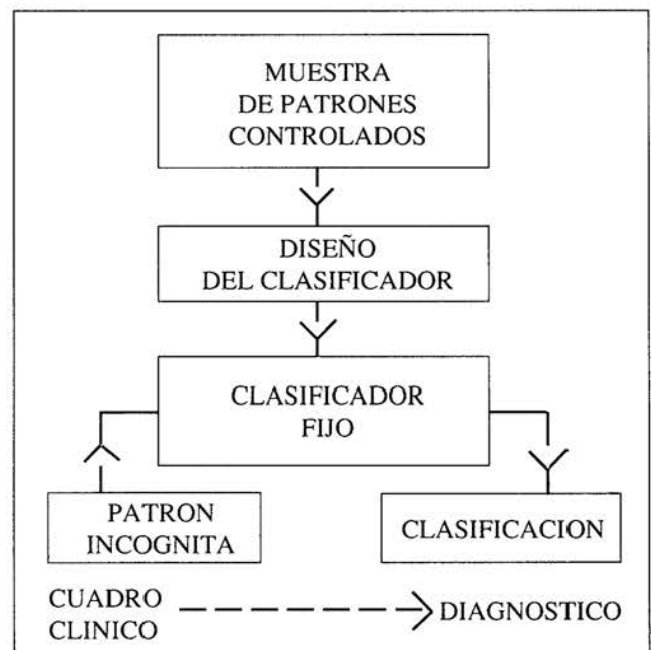 MUESTRA
DE PATRONES
CONTROLADOS
DISEÑO
DEL CLASIFICADOR
CLASIFICADOR
FIJO
PATRON
INCOGNITA
CLASIFICACION
CUADRO
CLINICO
DIAGNOSTICO